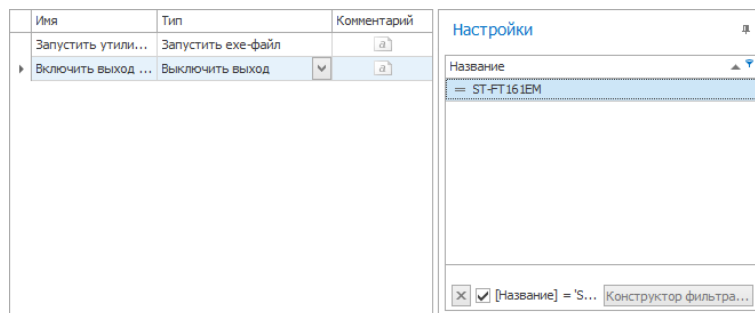 Имя Тип Комментарий
Запустить утили... Запустить exe-файл a
Включить выход ... Выключить выход a
Настройки
Название
ST-FT161EM
[Название] = 'S... Конструктор фильтра...